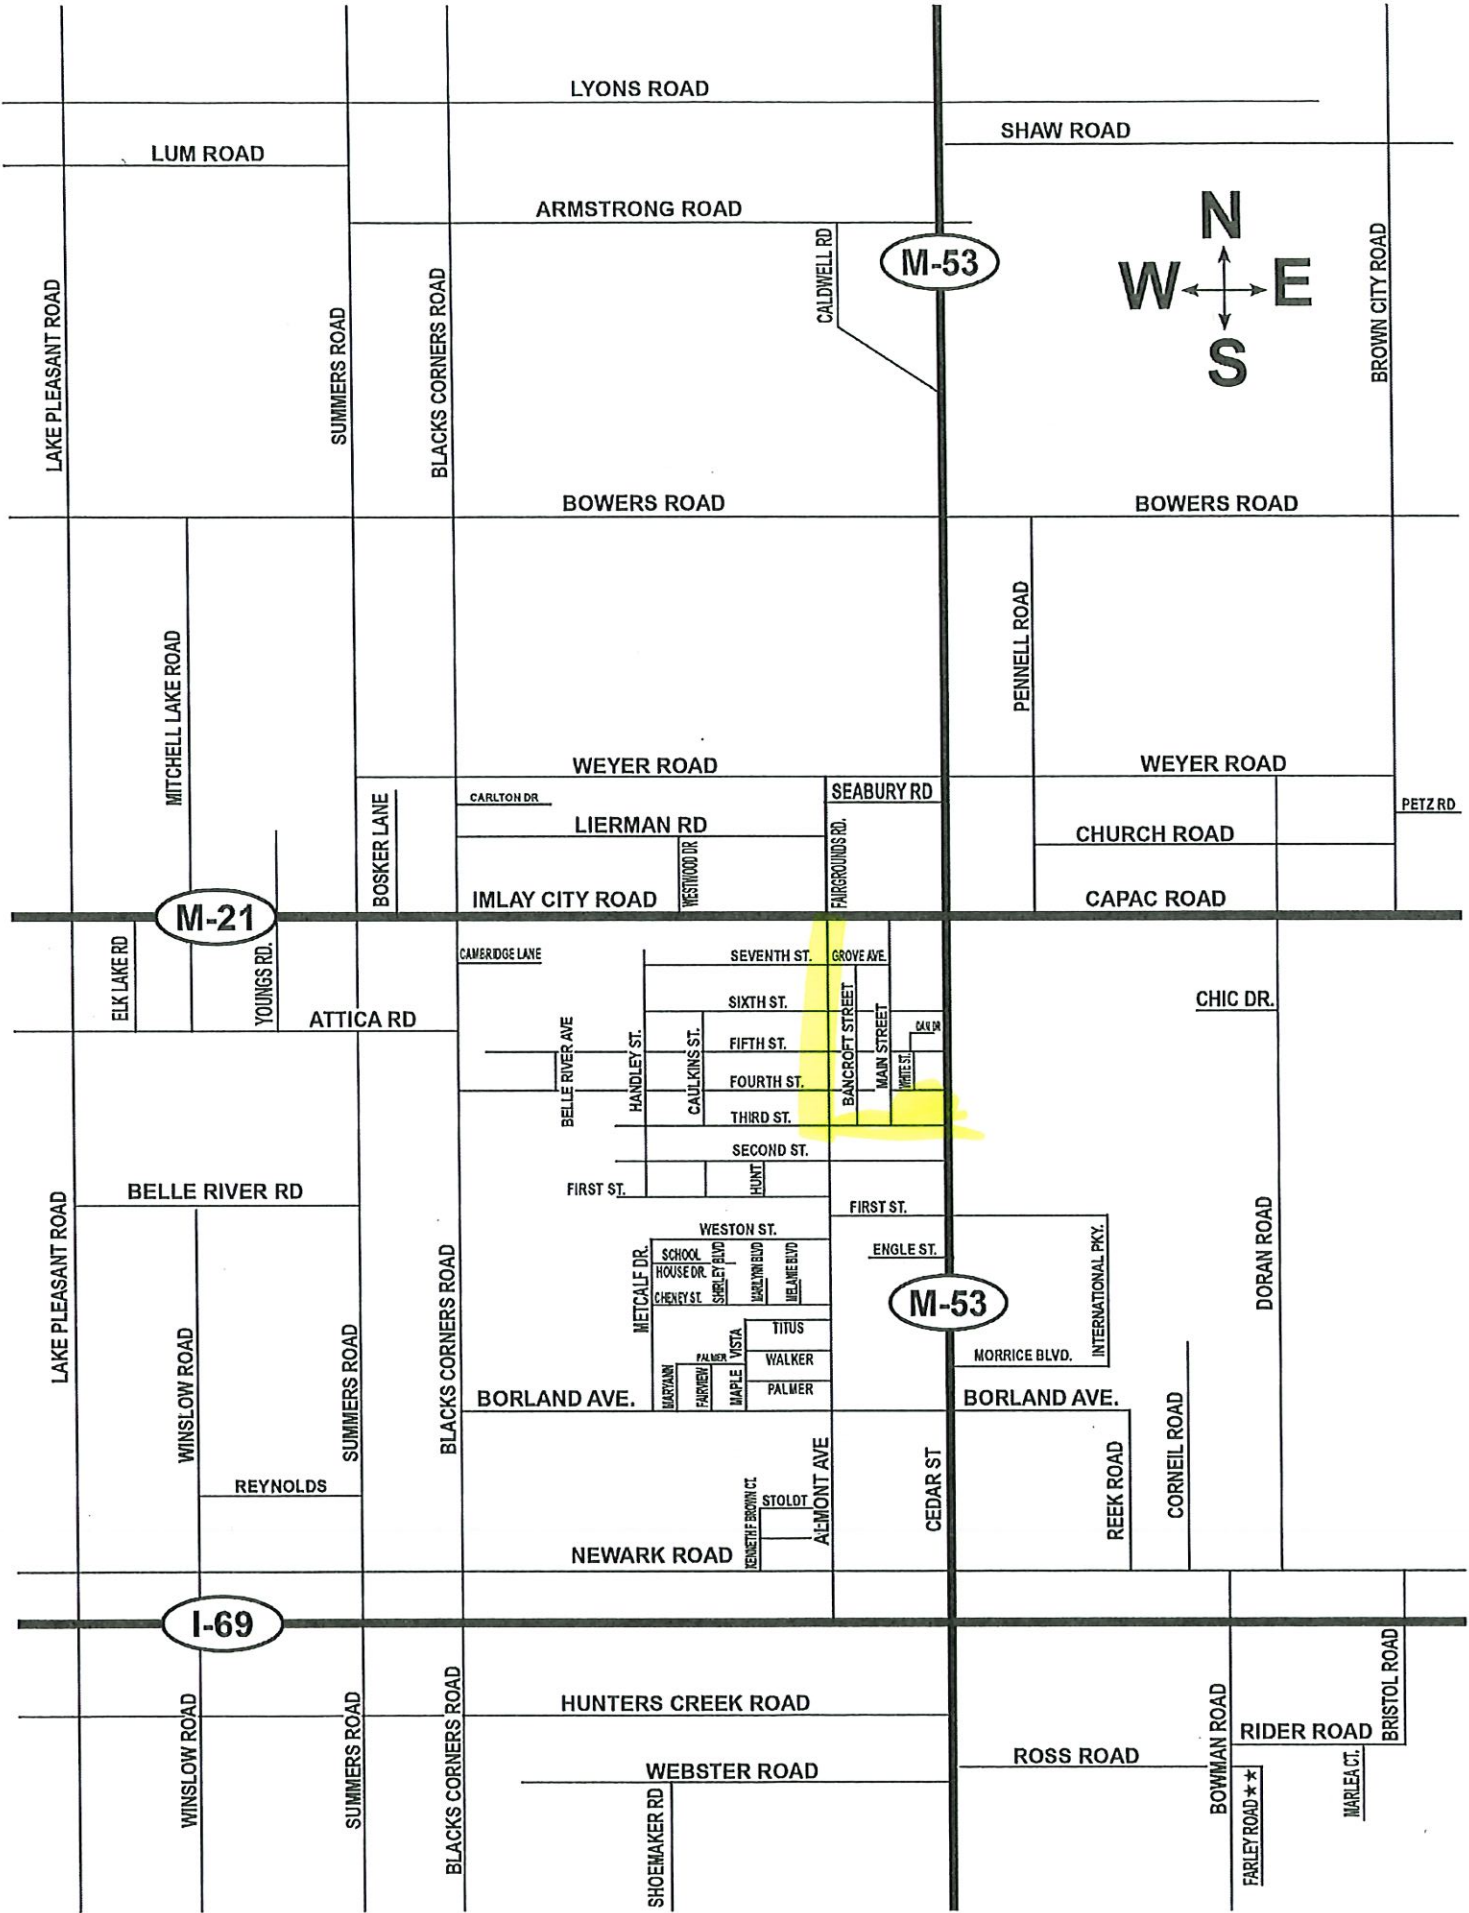 LYONS ROAD
SHAW ROAD
LUM ROAD
ARMSTRONG ROAD
N
W E
S
M-53
CALDWELL RD
LAKE PLEASANT ROAD
SUMMERS ROAD
BLACKS CORNERS ROAD
BROWN CITY ROAD
BOWERS ROAD
BOWERS ROAD
MITCHELL LAKE ROAD
PENNELL ROAD
WEYER ROAD
WEYER ROAD
SEABURY RD
CARLTON DR
BOSKER LANE
PETZ RD
LIERMAN RD
CHURCH ROAD
WESTWOOD DR
FAIRGROUNDS RD.
IMLAY CITY ROAD
CAPAC ROAD
M-21
ELK LAKE RD
YOUNGS RD.
CAMBRIDGE LANE
SEVENTH ST.
GROVE AVE.
SIXTH ST.
CHIC DR.
ATTICA RD
BELLE RIVER AVE
HANDLEY ST.
CAULKINS ST.
BANCROFT STREET
MAIN STREET
DAN DR
WHITE ST.
FIFTH ST.
FOURTH ST.
THIRD ST.
SECOND ST.
HUNT
FIRST ST.
FIRST ST.
BELLE RIVER RD
LAKE PLEASANT ROAD
WESTON ST.
ENGLE ST.
SCHOOL
HOUSE DR.
SHIRLEY BLVD
MARILYNN BLVD
MELANIE BLVD
METCALF DR.
CHENEY ST.
M-53
INTERNATIONAL PKY.
DORAN ROAD
TITUS
VISTA
PALMER
WALKER
MORRICE BLVD.
MARYANN
FAIRVIEW
MAPLE
PALMER
WINSLOW ROAD
SUMMERS ROAD
BLACKS CORNERS ROAD
BORLAND AVE.
BORLAND AVE.
REYNOLDS
KENNETH F BROWN CT.
STOLDT
ALMONT AVE
CEDAR ST
REEK ROAD
CORNEIL ROAD
NEWARK ROAD
I-69
WINSLOW ROAD
SUMMERS ROAD
BLACKS CORNERS ROAD
HUNTERS CREEK ROAD
BOWMAN ROAD
RIDER ROAD
BRISTOL ROAD
WEBSTER ROAD
ROSS ROAD
SHOEMAKER RD
FARLEY ROAD★★
MARLEA CT.